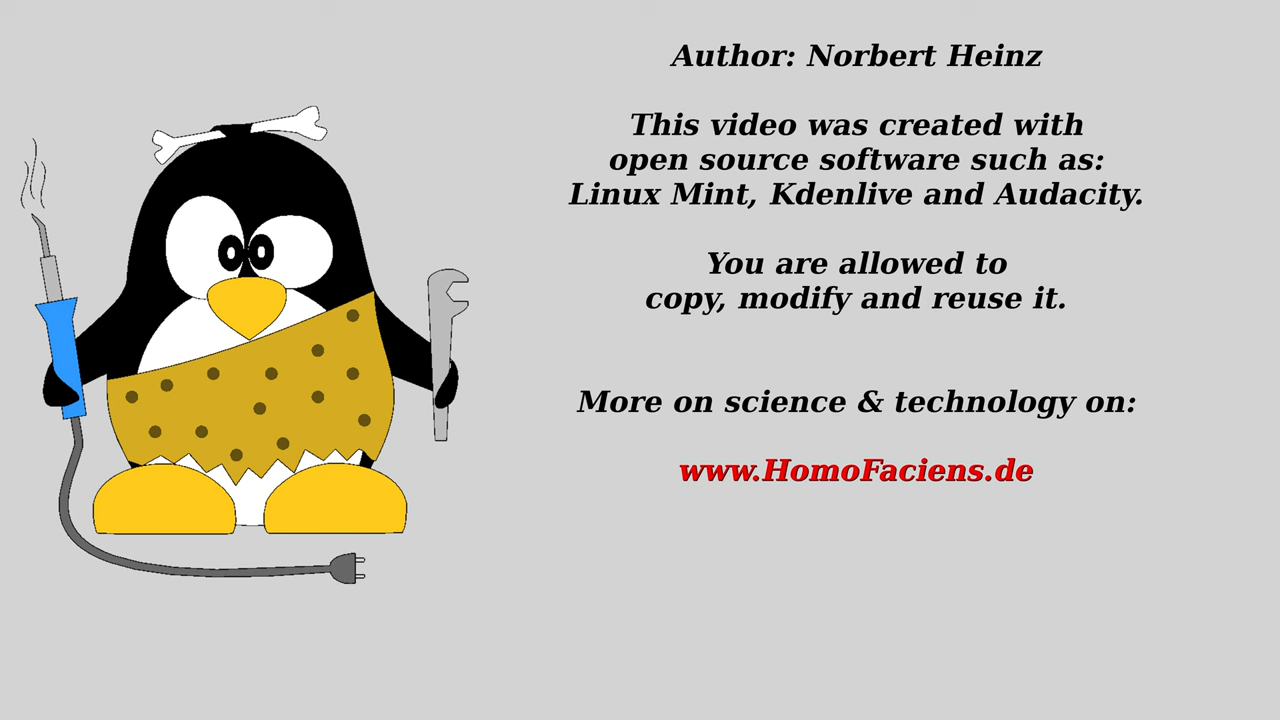 Author: Norbert Heinz
This video was created with
open source software such as:
Linux Mint, Kdenlive and Audacity.
You are allowed to
copy, modify and reuse it.
More on science & technology on:
www.HomoFaciens.de